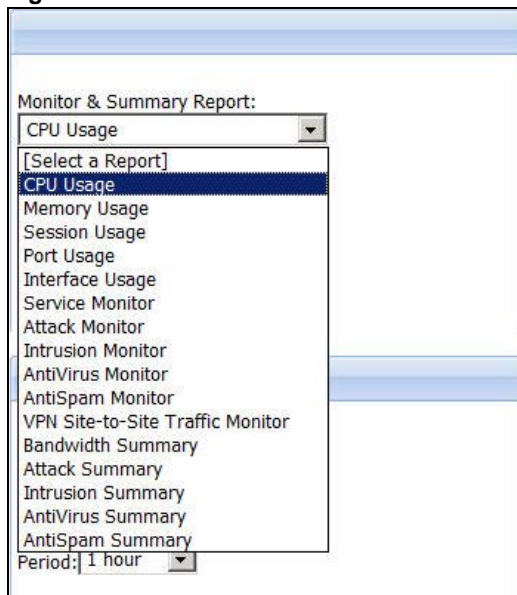 Monitor & Summary Report:
CPU Usage
[Select a Report]
CPU Usage
Memory Usage
Session Usage
Port Usage
Interface Usage
Service Monitor
Attack Monitor
Intrusion Monitor
AntiVirus Monitor
AntiSpam Monitor
VPN Site-to-Site Traffic Monitor
Bandwidth Summary
Attack Summary
Intrusion Summary
AntiVirus Summary
AntiSpam Summary
Period: 1 hour